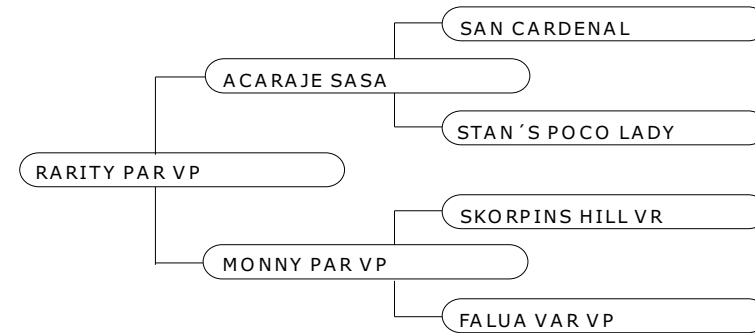 SAN CARDENAL
ACARAJE SASA
STAN´S POCO LADY
RARITY PAR VP
SKORPINS HILL VR
MONNY PAR VP
FALUA VAR VP